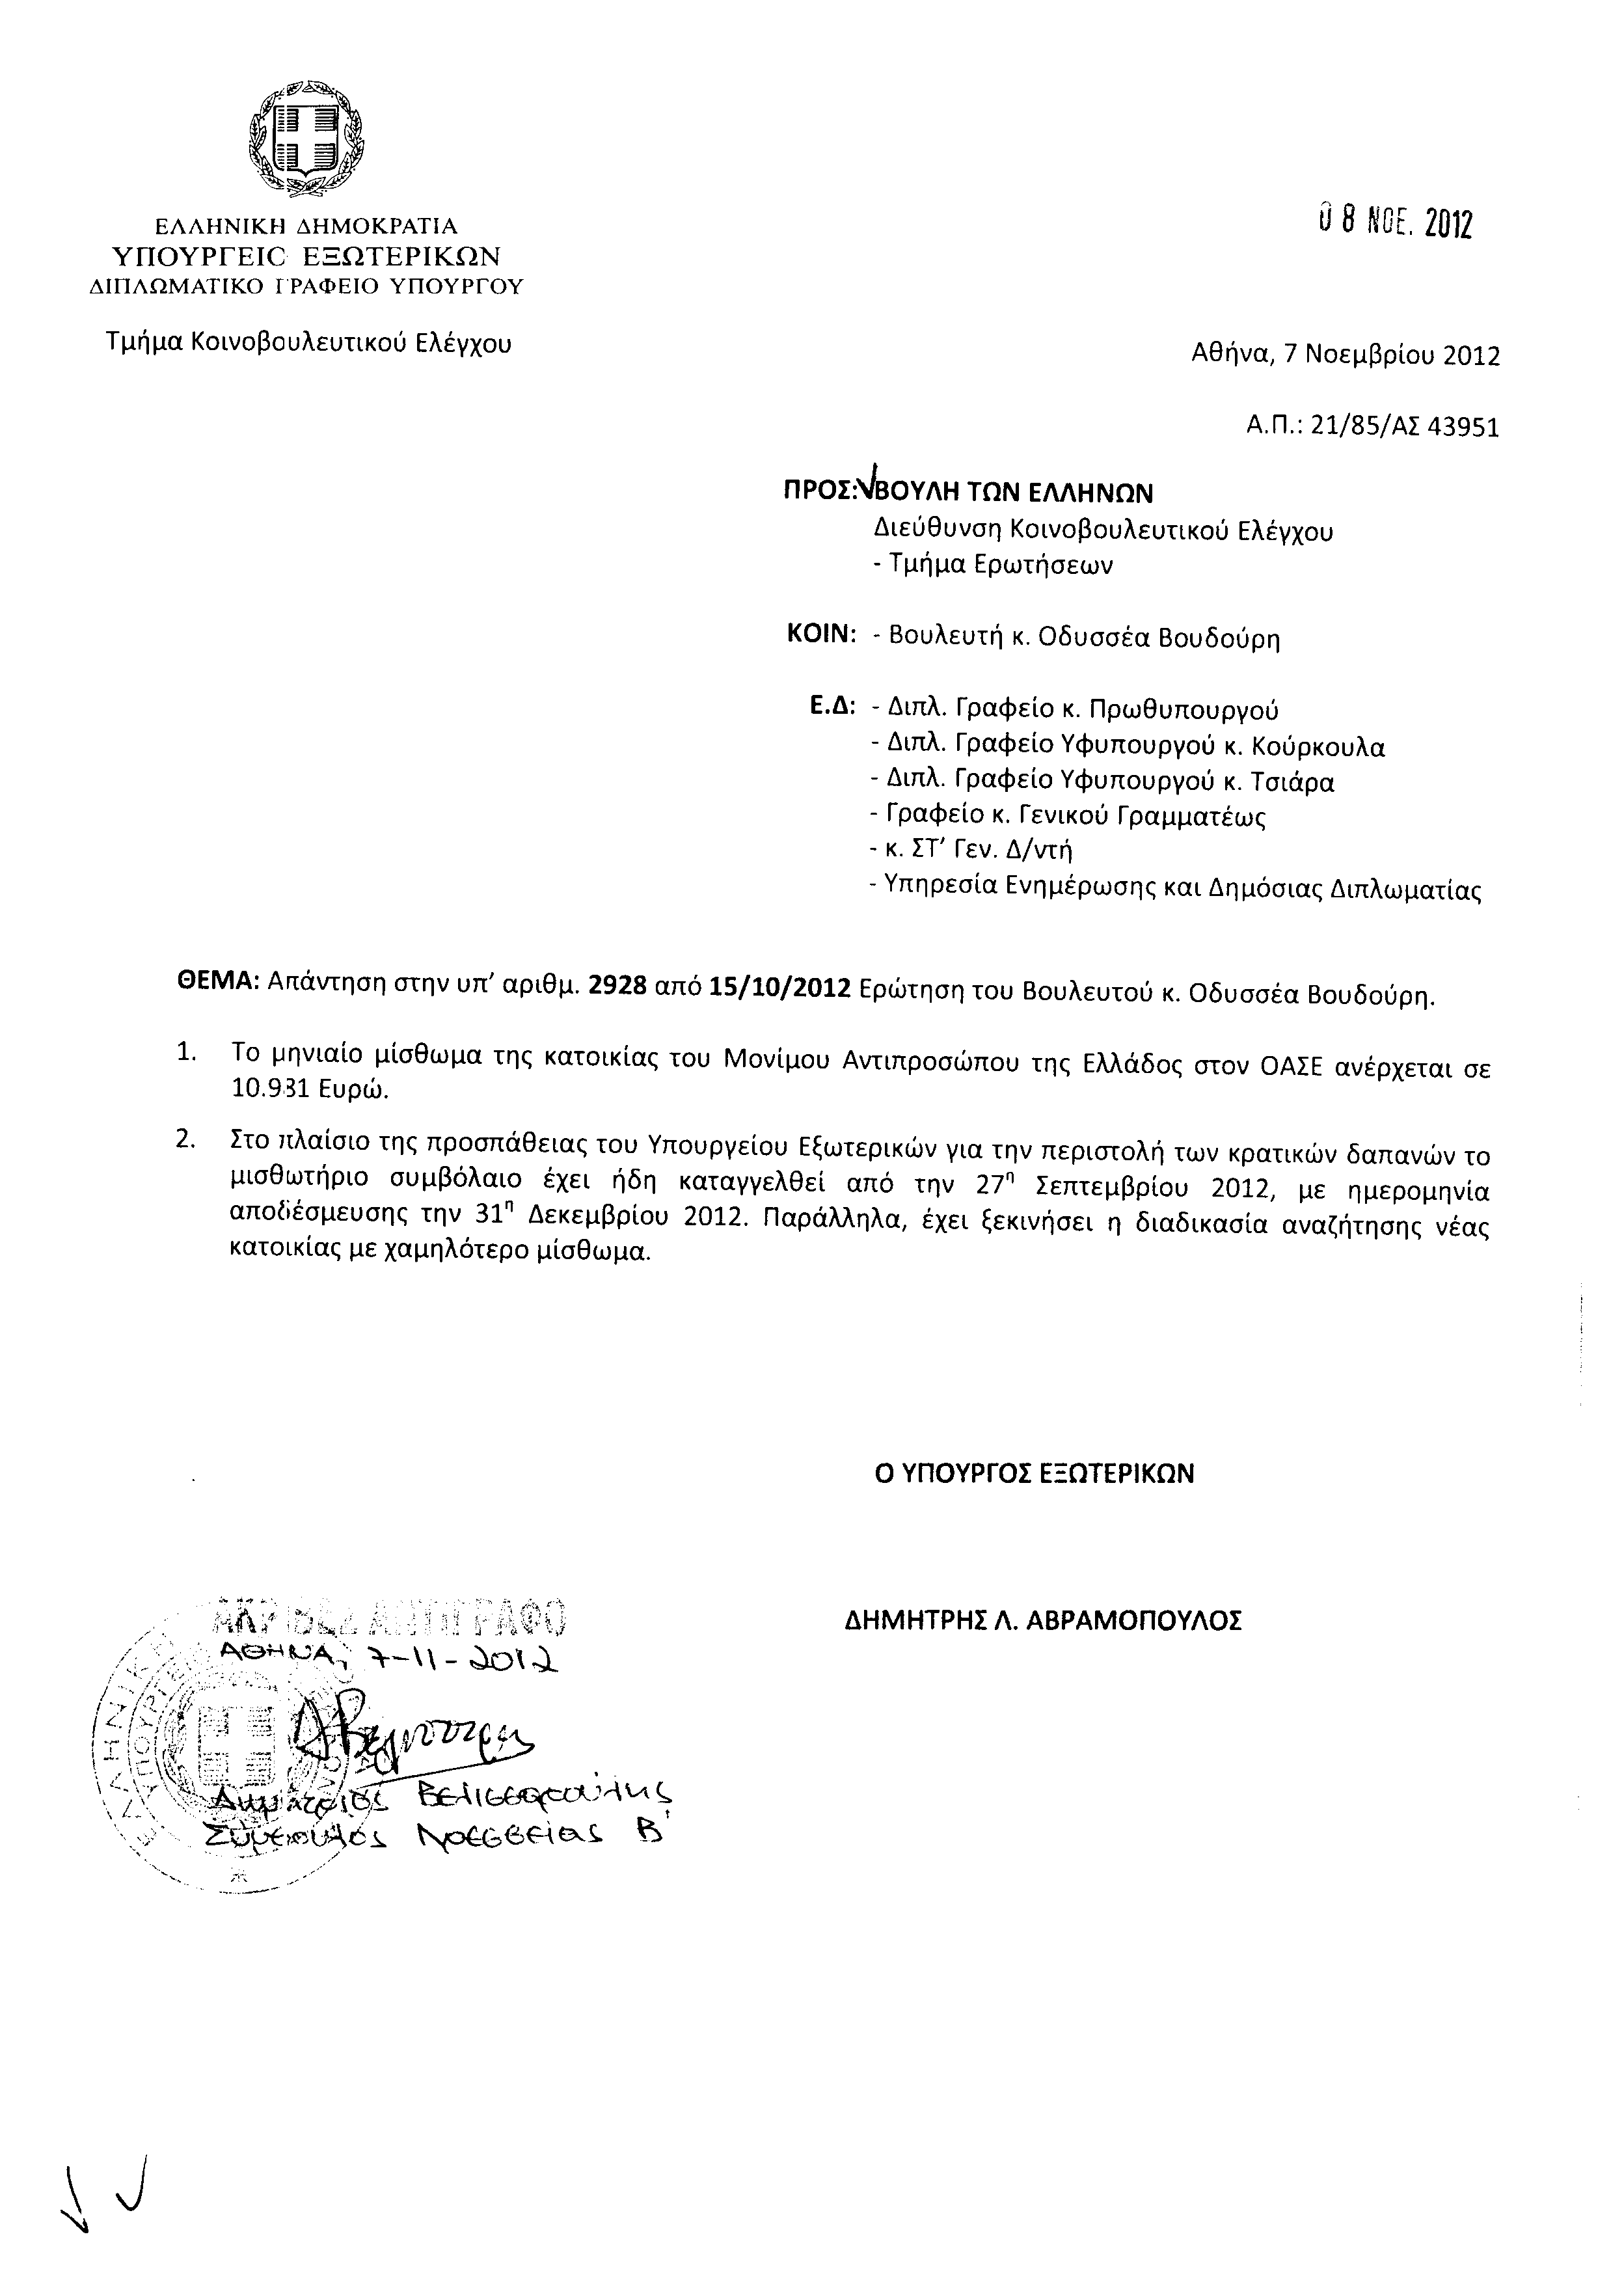 ΕΛΛΗΝΙΚΗ ΔΗΜΟΚΡΑΤΙΑ
ΥΠΟΥΡΓΕΙΟ ΕΞΩΤΕΡΙΚΩΝ
ΔΙΠΛΩΜΑΤΙΚΟ ΓΡΑΦΕΙΟ ΥΠΟΥΡΓΟΥ
Τμήμα Κοινοβουλευτικού Ελέγχου
08 ΝΟΕ. 2012
Αθήνα, 7 Νοεμβρίου 2012
Α.Π.: 21/85/ΑΣ 43951
ΠΡΟΣ: ΒΟΥΛΗ ΤΩΝ ΕΛΛΗΝΩΝ
Διεύθυνση Κοινοβουλευτικού Ελέγχου
- Τμήμα Ερωτήσεων
ΚΟΙΝ: - Βουλευτή κ. Οδυσσέα Βουδούρη
Ε.Δ: - Διπλ. Γραφείο κ. Πρωθυπουργού
- Διπλ. Γραφείο Υφυπουργού κ. Κούρκουλα
- Διπλ. Γραφείο Υφυπουργού κ. Τσιάρα
- Γραφείο κ. Γενικού Γραμματέως
- κ. ΣΤ’ Γεν. Δ/ντή
- Υπηρεσία Ενημέρωσης και Δημόσιας Διπλωματίας
ΘΕΜΑ: Απάντηση στην υπ’ αριθμ. 2928 από 15/10/2012 Ερώτηση του Βουλευτού κ. Οδυσσέα Βουδούρη.
1. Το μηνιαίο μίσθωμα της κατοικίας του Μονίμου Αντιπροσώπου της Ελλάδος στον ΟΑΣΕ ανέρχεται σε
10.931 Ευρώ.
2. Στο πλαίσιο της προσπάθειας του Υπουργείου Εξωτερικών για την περιστολή των κρατικών δαπανών το
μισθωτήριο συμβόλαιο έχει ήδη καταγγελθεί από την 27η Σεπτεμβρίου 2012, με ημερομηνία
αποδέσμευσης την 31η Δεκεμβρίου 2012. Παράλληλα, έχει ξεκινήσει η διαδικασία αναζήτησης νέας
κατοικίας με χαμηλότερο μίσθωμα.
Ο ΥΠΟΥΡΓΟΣ ΕΞΩΤΕΡΙΚΩΝ
ΔΗΜΗΤΡΗΣ Λ. ΑΒΡΑΜΟΠΟΥΛΟΣ
ΑΚΡΙΒΕΣ ΑΝΤΙΓΡΑΦΟ
ΑΘΗΝΑ, 7-11-2012
Δημήτριος
Σύμβουλος Πρεσβείας Β'